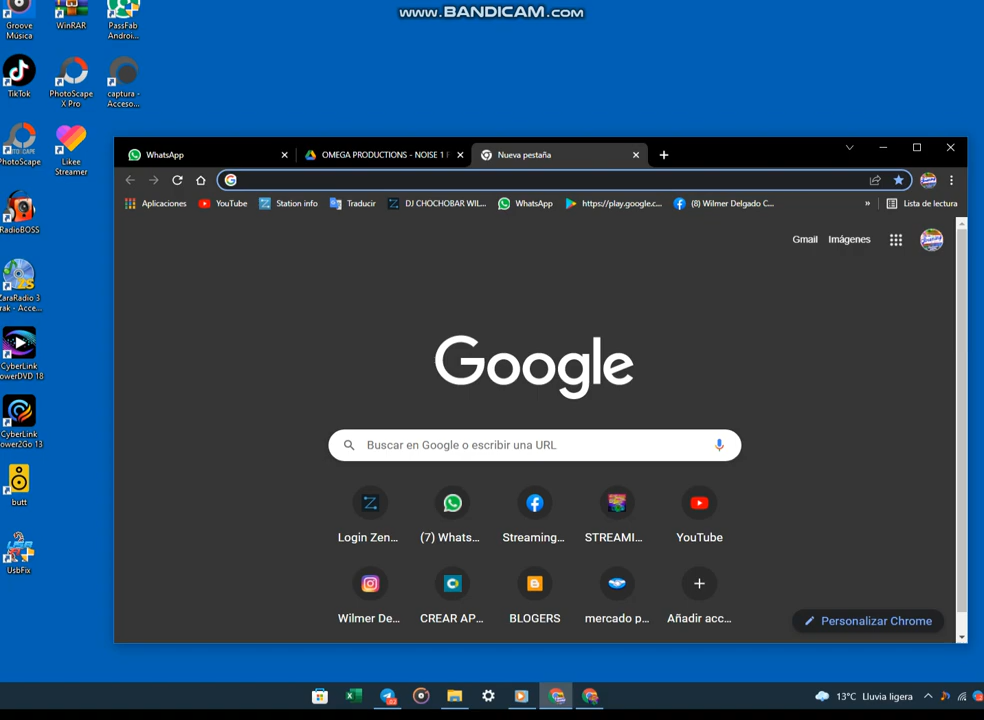 www.BANDICAM.com
Groove
Música
WinRAR
PassFab
Androi...
TikTok
PhotoScape
X Pro
captura -
Acceso...
PhotoScape
Likee
Streamer
RadioBOSS
ZaraRadio 3
rak - Acce...
CyberLink
owerDVD 18
CyberLink
ower2Go 13
butt
UsbFix
WhatsApp
OMEGA PRODUCTIONS - NOISE 1 F
Nueva pestaña
Aplicaciones
YouTube
Station info
Traducir
DJ CHOCHOBAR WIL...
WhatsApp
https://play.google.c...
(8) Wilmer Delgado C...
»
Lista de lectura
Gmail
Imágenes
Google
Buscar en Google o escribir una URL
Login Zen...
(7) Whats...
Streaming...
STREAMI...
YouTube
Wilmer De...
CREAR AP...
BLOGERS
mercado p...
Añadir acc...
Personalizar Chrome
13°C Lluvia ligera